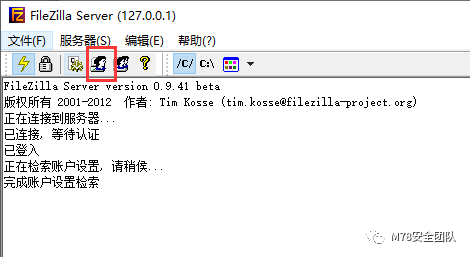 FileZilla Server (127.0.0.1)
文件(F) 服务器(S) 编辑(E) 帮助(?)
/C/ C:\
FileZilla Server version 0.9.41 beta
版权所有 2001-2012 作者: Tim Kosse (tim.kosse@filezilla-project.org)
正在连接到服务器...
已连接, 等待认证
已登入
正在检索账户设置, 请稍侯...
完成账户设置检索
M78安全团队